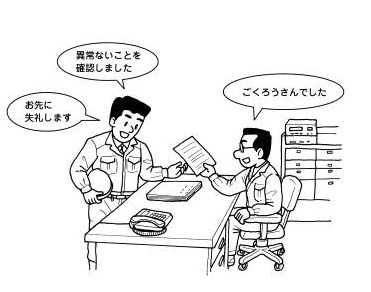 異常ないことを
確認しました
お先に
失礼します
ごくろうさんでした